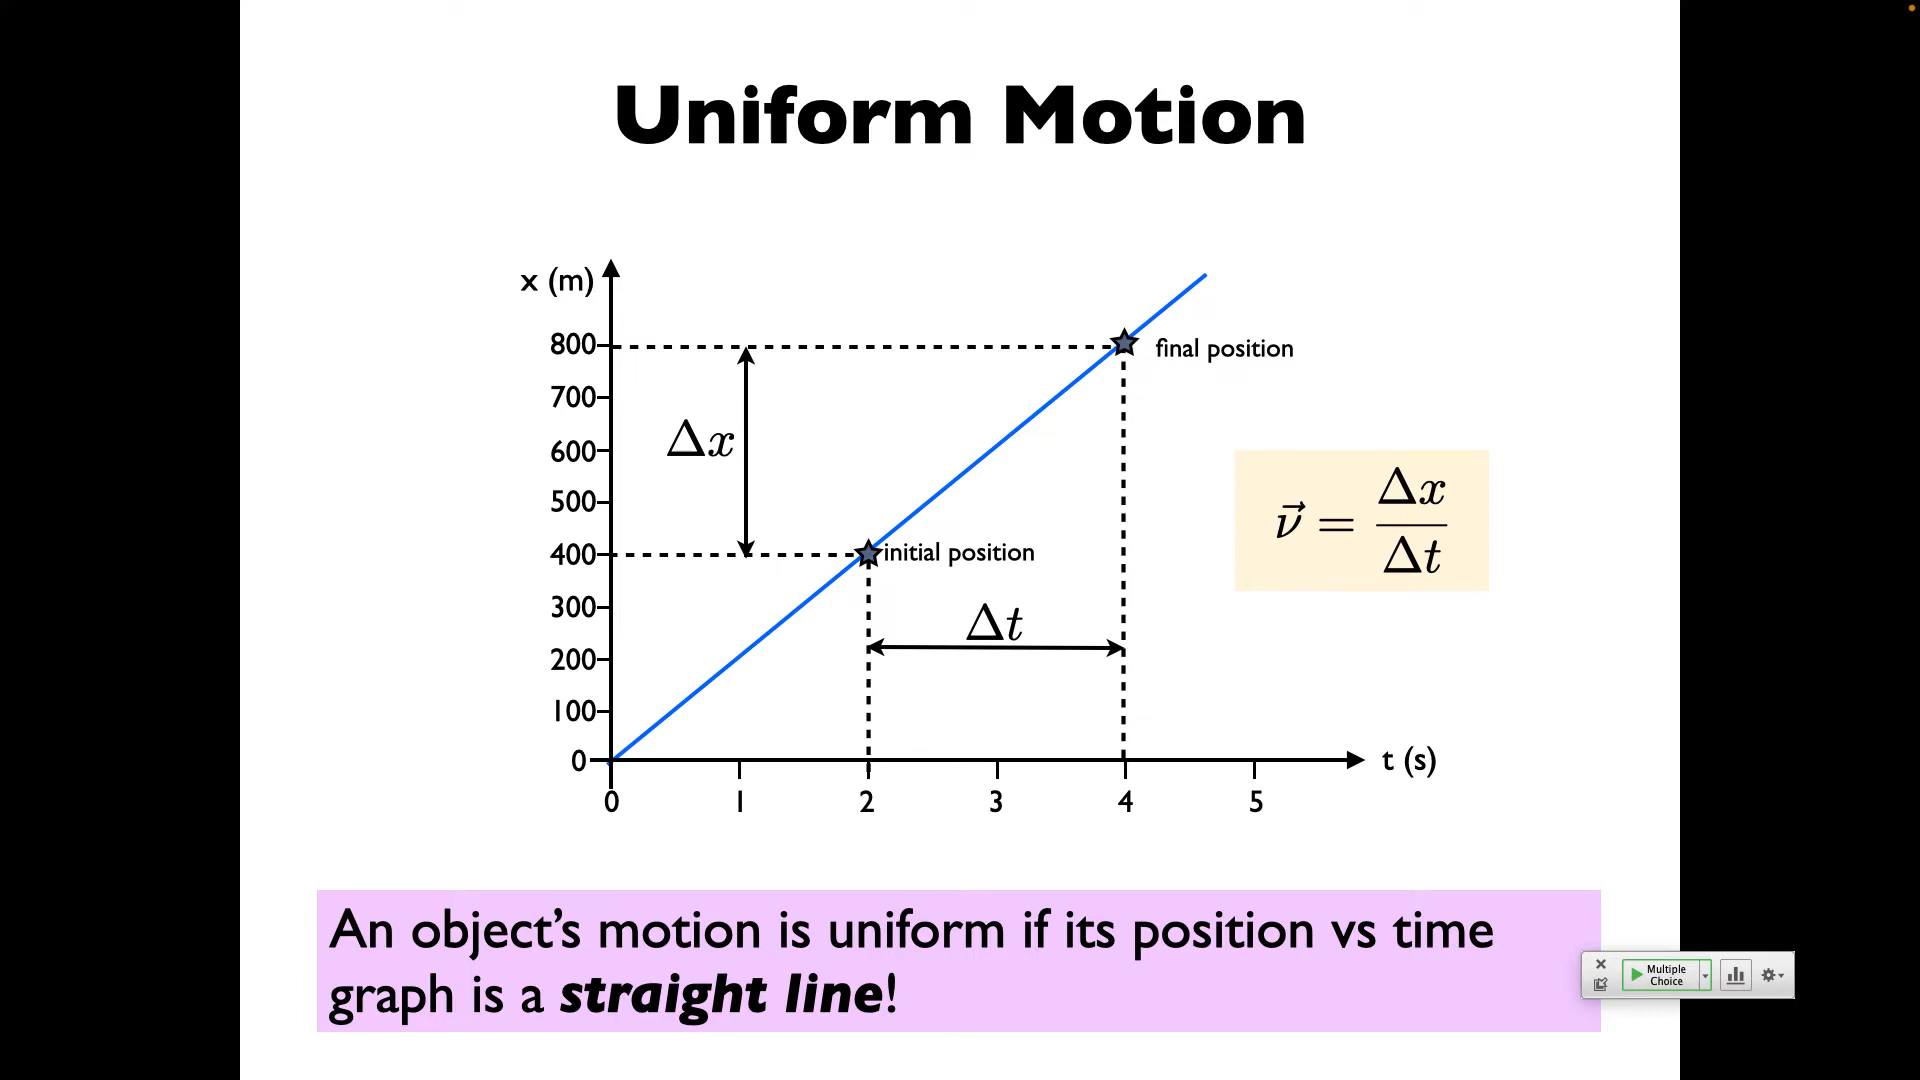 Uniform Motion
x (m)
800
final position
700
Δx
600
500
400
initial position
300
Δt
200
100
0
0 1 2 3 4 5
t (s)
ν⃗ = Δx/Δt
An object’s motion is uniform if its position vs time
graph is a straight line!
Multiple
Choice